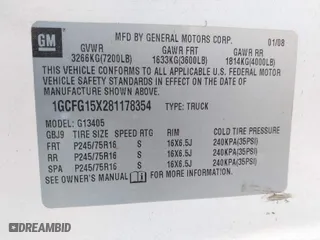 GM
MFD BY GENERAL MOTORS CORP.
01/08
GVWR GAWR FRT GAWR RR
3266KG(7200LB) 1633KG(3600LB) 1814KG(4000LB)
THIS VEHICLE CONFORMS TO ALL APPLICABLE U.S. FEDERAL MOTOR
VEHICLE SAFETY STANDARDS IN EFFECT ON THE DATE OF
MANUFACTURE SHOWN ABOVE.
1GCFG15X281178354 TYPE: TRUCK
MODEL: G13405
GBJ9 TIRE SIZE SPEED RTG RIM COLD TIRE PRESSURE
FRT P245/75R16 S 16X6.5J 240KPA(35PSI)
RR P245/75R16 S 16X6.5J 240KPA(35PSI)
SPA P245/75R16 S 16X6.5J 240KPA(35PSI)
SEE OWNER'S MANUAL FOR ADDITIONAL INFORMATION
AUTOBIDMASTER